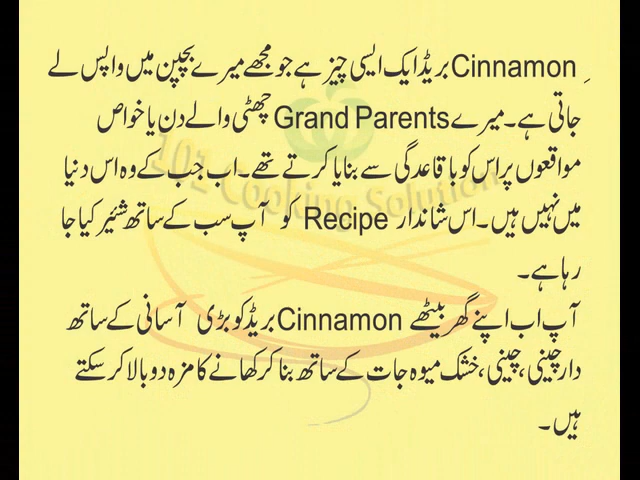 Cinnamon بریڈ ایک ایسی چیز ہے جو مجھے میرے بچپن میں واپس لے
جاتی ہے۔ میرے Grand Parents چھٹی والے دن یا خواص
مواقعوں پر اس کو باقاعدگی سے بنایا کرتے تھے۔ اب جب کے وہ اس دنیا
میں نہیں ہیں۔ اس شاندار Recipe کو آپ سب کے ساتھ شئیر کیا جا
رہا ہے۔
آپ اب اپنے گھر بیٹھے Cinnamon بریڈ کو بڑی آسانی کے ساتھ
دار چینی، چینی، خشک میوہ جات کے ساتھ بنا کر کھانے کا مزہ دوبالا کر سکتے
ہیں۔
101 Cooking Solution